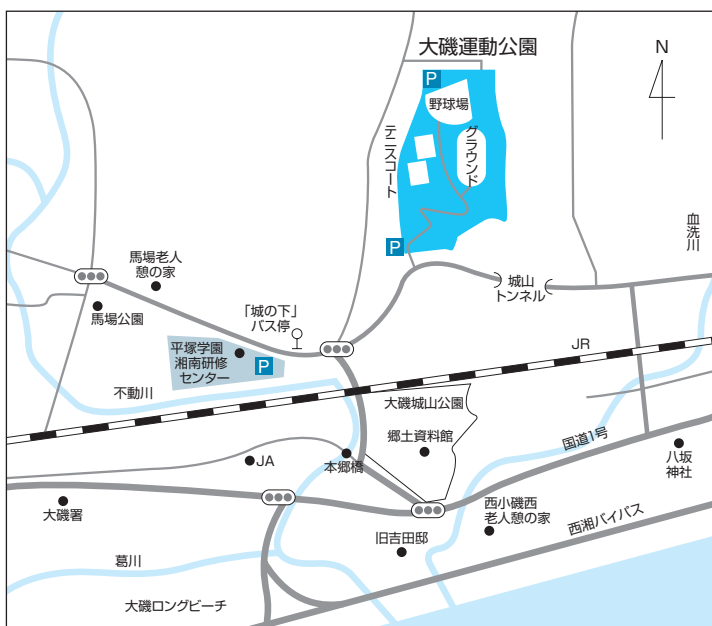 大磯運動公園
N
P
野球場
テニスコート
グラウンド
P
血洗川
馬場老人
憩の家
城山
トンネル
馬場公園
「城の下」
バス停
平塚学園
湘南研修
センター
P
JR
不動川
大磯城山公園
郷土資料館
国道1号
JA
本郷橋
八坂
神社
大磯署
西小磯西
老人憩の家
西湘バイパス
旧吉田邸
葛川
大磯ロングビーチ